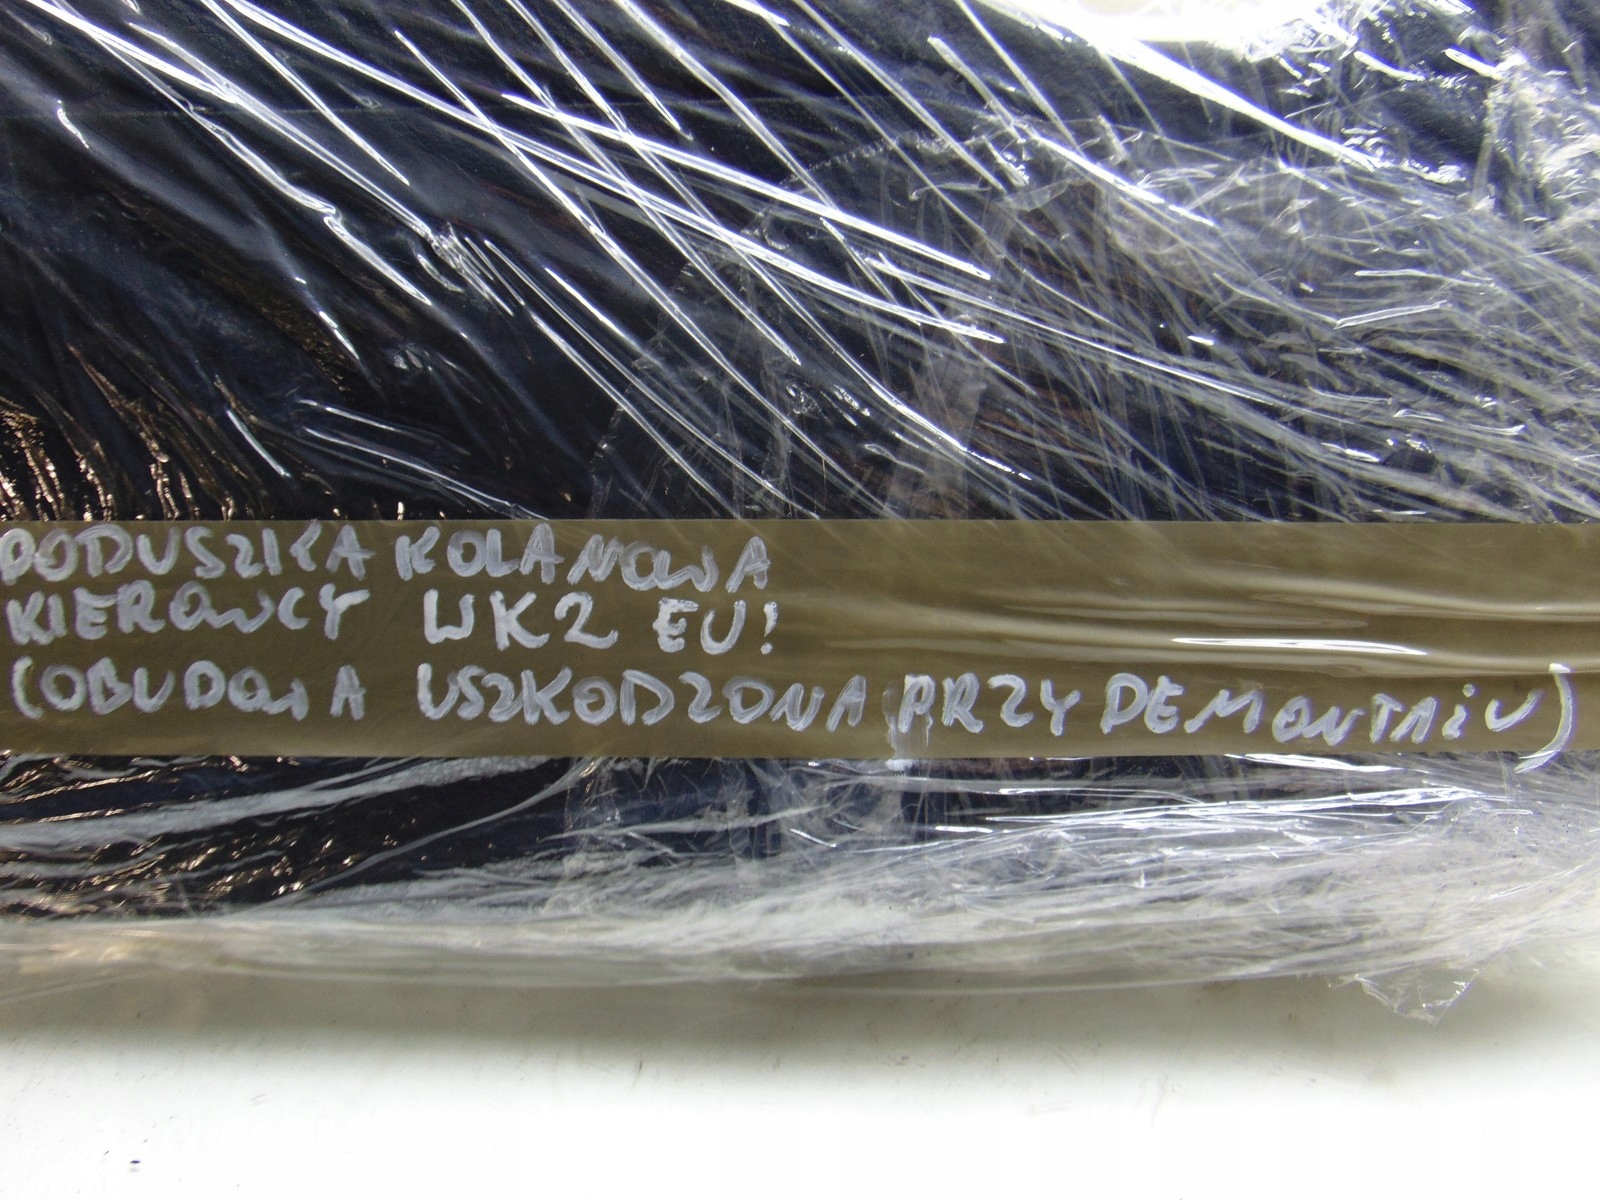 PODUSZKA KOLANOWA
KIEROWCY WK2 EU!
(OBUDOWA USZKODZONA PRZY DEMONTAŻU)